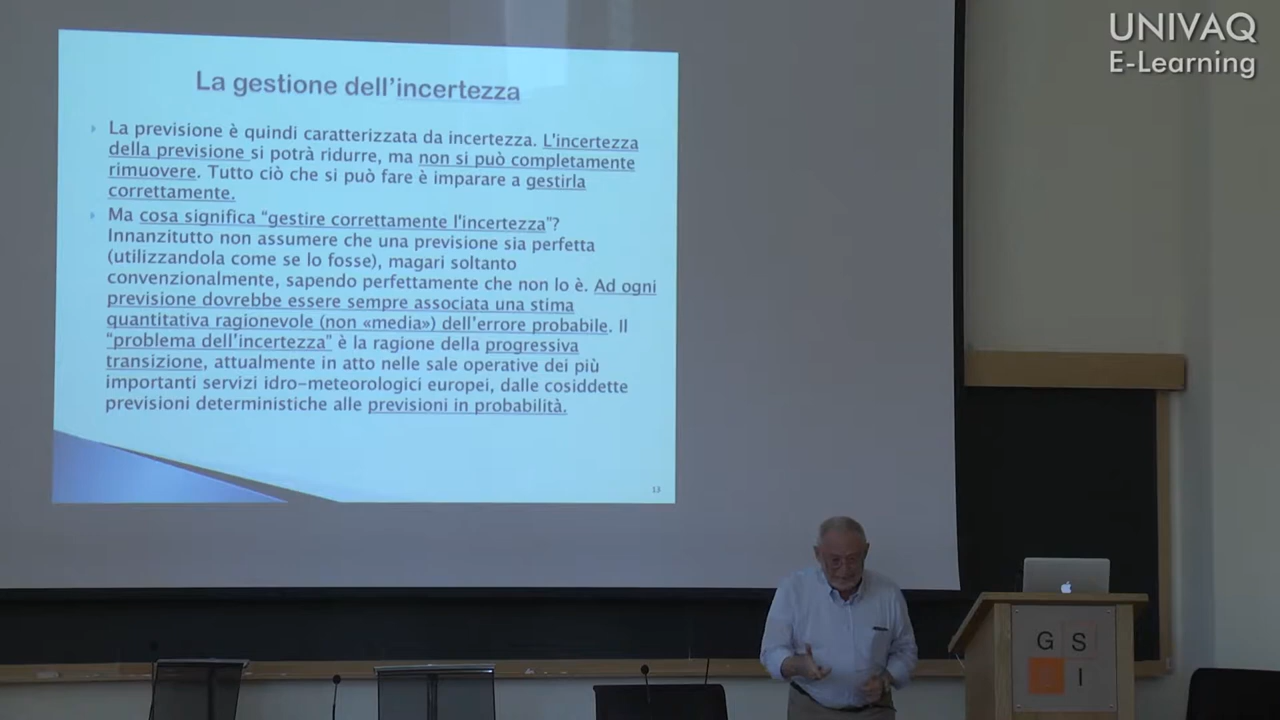 UNIVAQ
E-Learning
La gestione dell'incertezza
La previsione è quindi caratterizzata da incertezza. L'incertezza
della previsione si potrà ridurre, ma non si può completamente
rimuovere. Tutto ciò che si può fare è imparare a gestirla
correttamente.
Ma cosa significa "gestire correttamente l'incertezza"?
Innanzitutto non assumere che una previsione sia perfetta
(utilizzandola come se lo fosse), magari soltanto
convenzionalmente, sapendo perfettamente che non lo è. Ad ogni
previsione dovrebbe essere sempre associata una stima
quantitativa ragionevole (non «media») dell'errore probabile. Il
"problema dell'incertezza" è la ragione della progressiva
transizione, attualmente in atto nelle sale operative dei più
importanti servizi idro-meteorologici europei, dalle cosiddette
previsioni deterministiche alle previsioni in probabilità.
13
G S
I